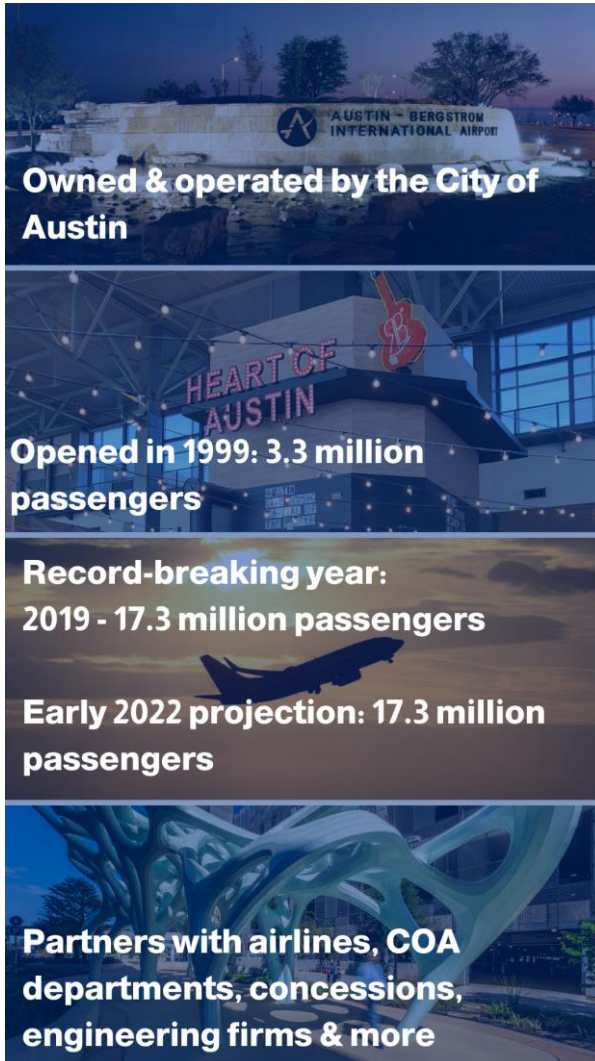 AUSTIN - BERGSTROM
INTERNATIONAL AIRPORT
Owned & operated by the City of
Austin
HEART OF
AUSTIN
Opened in 1999: 3.3 million
passengers
Record-breaking year:
2019 - 17.3 million passengers
Early 2022 projection: 17.3 million
passengers
Partners with airlines, COA
departments, concessions,
engineering firms & more